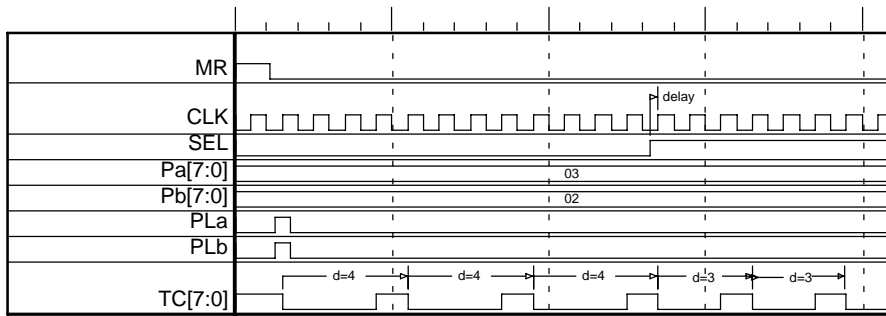 MR
delay
CLK
SEL
Pa[7:0] 03
Pb[7:0] 02
PLa
PLb
d=4 d=4 d=4 d=3 d=3
TC[7:0]